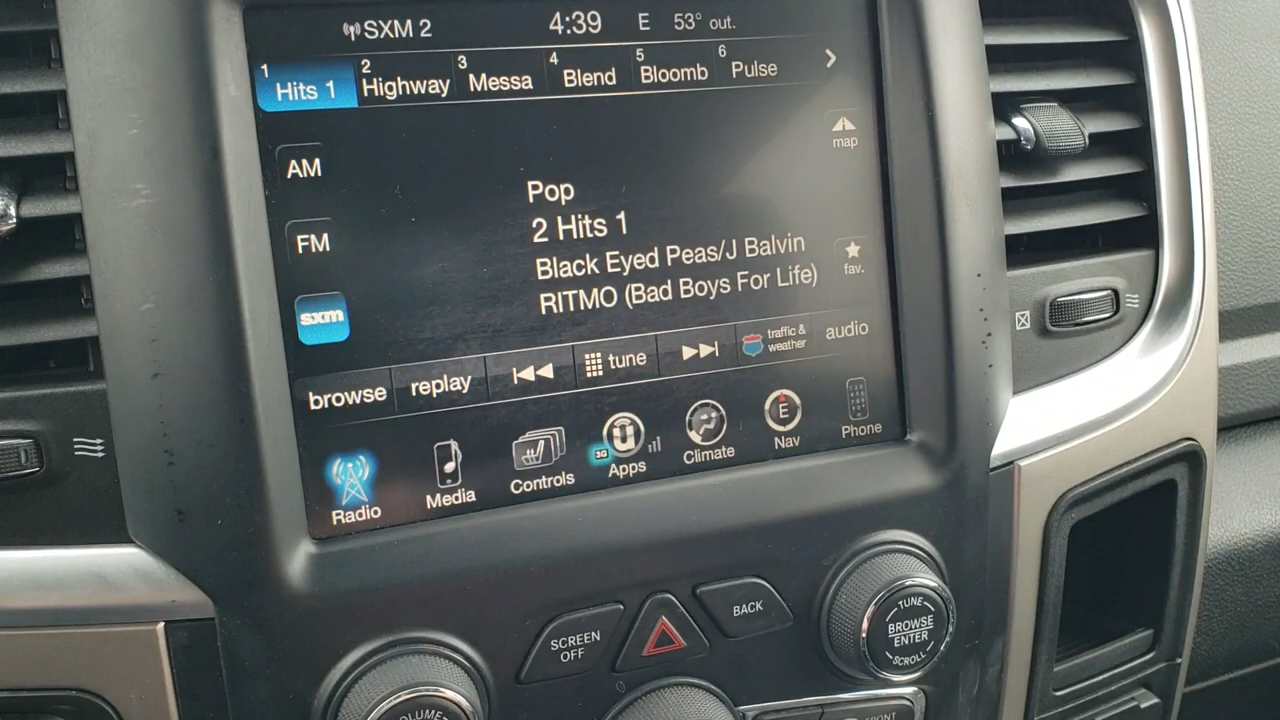 SXM 2 4:39 E 53° out.
1 Hits 1 2 Highway 3 Messa 4 Blend 5 Bloomb 6 Pulse
map
AM
Pop
2 Hits 1
FM
Black Eyed Peas/J Balvin
fav.
RITMO (Bad Boys For Life)
sxm
browse replay tune traffic &
weather audio
3G
E
Radio Media Controls Apps Climate Nav Phone
SCREEN
OFF
BACK
TUNE
BROWSE
ENTER
SCROLL
VOLUME
FRONT